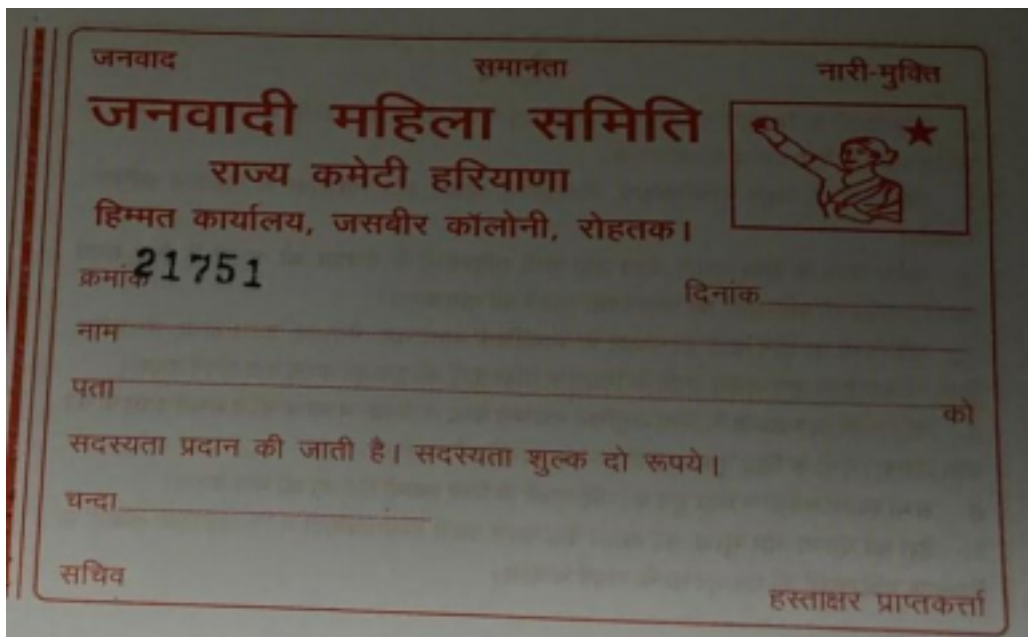 जनवाद समानता नारी-मुक्ति
जनवादी महिला समिति
राज्य कमेटी हरियाणा
हिम्मत कार्यालय, जसबीर कॉलोनी, रोहतक।
क्रमांक 21751 दिनांक
नाम
पता को
सदस्यता प्रदान की जाती है। सदस्यता शुल्क दो रूपये।
चन्दा
सचिव हस्ताक्षर प्राप्तकर्त्ता